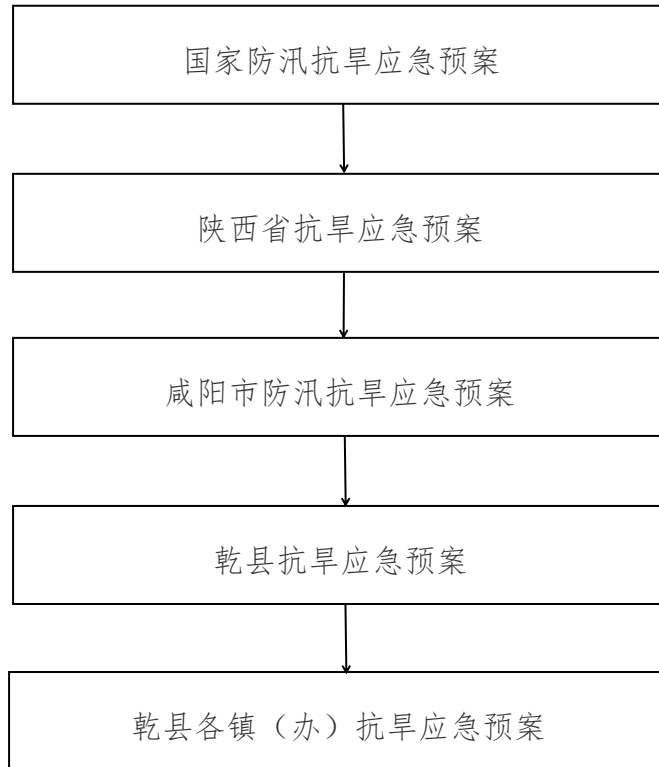 国家防汛抗旱应急预案
陕西省抗旱应急预案
咸阳市防汛抗旱应急预案
乾县抗旱应急预案
乾县各镇（办）抗旱应急预案